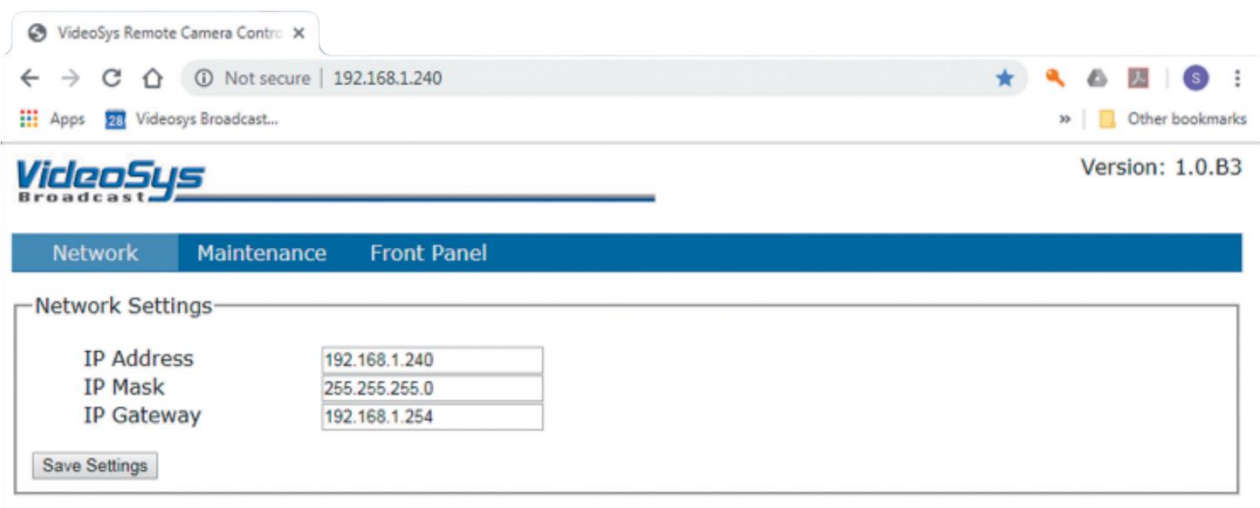 VideoSys Remote Camera Contro
Not secure | 192.168.1.240
S
Apps 28 Videosys Broadcast... » Other bookmarks
VideoSys
Broadcast
Version: 1.0.B3
Network Maintenance Front Panel
Network Settings
IP Address 192.168.1.240
IP Mask 255.255.255.0
IP Gateway 192.168.1.254
Save Settings